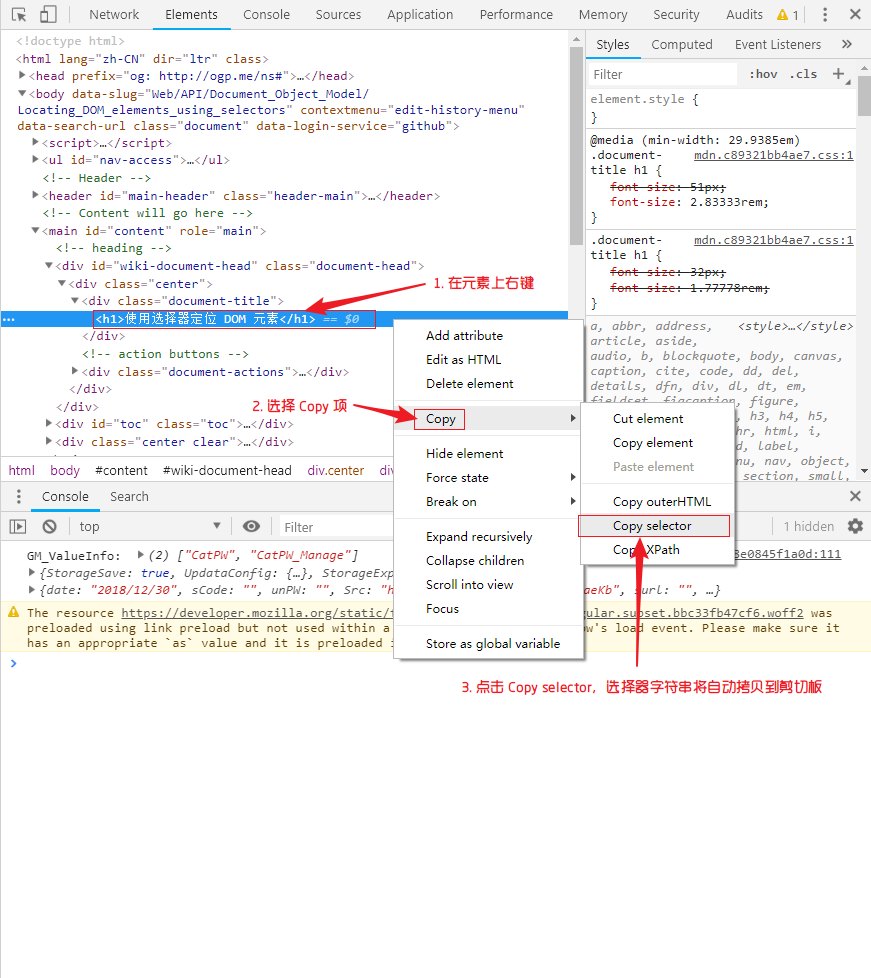 Network Elements Console Sources Application Performance Memory Security Audits 1
<!doctype html>
<html lang="zh-CN" dir="ltr" class>
<head prefix="og: http://ogp.me/ns#">…</head>
<body data-slug="Web/API/Document_Object_Model/
Locating_DOM_elements_using_selectors" contextmenu="edit-history-menu"
data-search-url class="document" data-login-service="github">
<script>…</script>
<ul id="nav-access">…</ul>
<!-- Header -->
<header id="main-header" class="header-main">…</header>
<!-- Content will go here -->
<main id="content" role="main">
<!-- heading -->
<div id="wiki-document-head" class="document-head">
<div class="center">
<div class="document-title">
<h1>使用选择器定位 DOM 元素</h1> == $0
</div>
<!-- action buttons -->
<div class="document-actions">…</div>
</div>
</div>
<div id="toc" class="toc">…</div>
<div class="center clear">…</div>
html body #content #wiki-document-head div.center
1. 在元素上右键
2. 选择 Copy 项
3. 点击 Copy selector，选择器字符串将自动拷贝到剪切板
Styles Computed Event Listeners »
Filter :hov .cls +
element.style {
}
@media (min-width: 29.9385em)
.document- mdn.c89321bb4ae7.css:1
title h1 {
font-size: 51px;
font-size: 2.83333rem;
}
.document- mdn.c89321bb4ae7.css:1
title h1 {
font-size: 32px;
font-size: 1.77778rem;
}
a, abbr, address, <style>…</style>
article, aside,
audio, b, blockquote, body, canvas,
caption, cite, code, dd, del,
details, dfn, div, dl, dt, em,
fieldset, figcaption, figure,
h3, h4, h5,
hr, html, i,
label,
nav, object,
section, small,
Add attribute
Edit as HTML
Delete element
Copy
Hide element
Force state
Break on
Expand recursively
Collapse children
Scroll into view
Focus
Store as global variable
Cut element
Copy element
Paste element
Copy outerHTML
Copy selector
Copy XPath
Console Search
top Filter 1 hidden
GM_ValueInfo: (2) ["CatPW", "CatPW_Manage"] 8e0845f1a0d:111
{StorageSave: true, UpdateConfig: {…}, StorageExp
{date: "2018/12/30", sCode: "", unPW: "", Src: "h aeKb", surl: "", …}
The resource https://developer.mozilla.org/static/f gular.subset.bbc33fb47cf6.woff2 was
preloaded using link preload but not used within a ow's load event. Please make sure it
has an appropriate `as` value and it is preloaded i